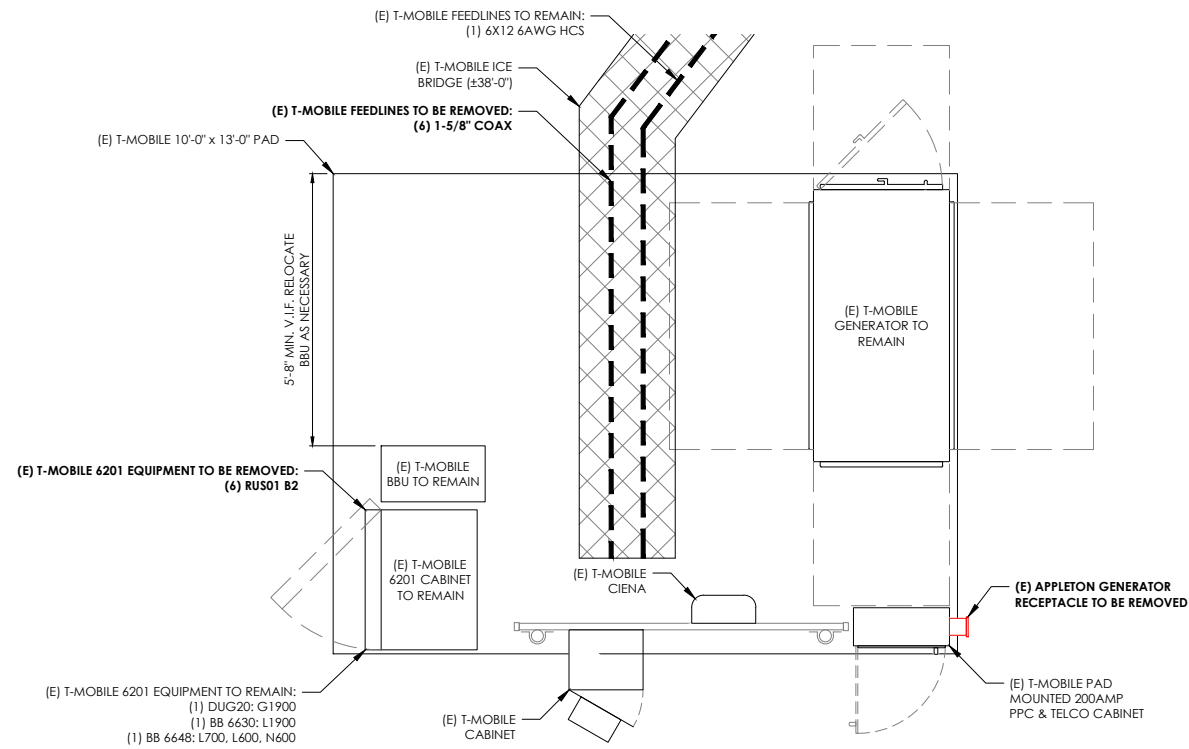 (E) T-MOBILE FEEDLINES TO REMAIN:
(1) 6X12 6AWG HCS
(E) T-MOBILE ICE
BRIDGE (±38'-0")
(E) T-MOBILE FEEDLINES TO BE REMOVED:
(6) 1-5/8" COAX
(E) T-MOBILE 10'-0" x 13'-0" PAD
5'-8" MIN. V.I.F. RELOCATE
BBU AS NECESSARY
(E) T-MOBILE
GENERATOR TO
REMAIN
(E) T-MOBILE 6201 EQUIPMENT TO BE REMOVED:
(6) RUS01 B2
(E) T-MOBILE
BBU TO REMAIN
(E) T-MOBILE
6201 CABINET
TO REMAIN
(E) T-MOBILE
CIENA
(E) APPLETON GENERATOR
RECEPTACLE TO BE REMOVED
(E) T-MOBILE 6201 EQUIPMENT TO REMAIN:
(1) DUG20: G1900
(1) BB 6630: L1900
(1) BB 6648: L700, L600, N600
(E) T-MOBILE
CABINET
(E) T-MOBILE PAD
MOUNTED 200AMP
PPC & TELCO CABINET